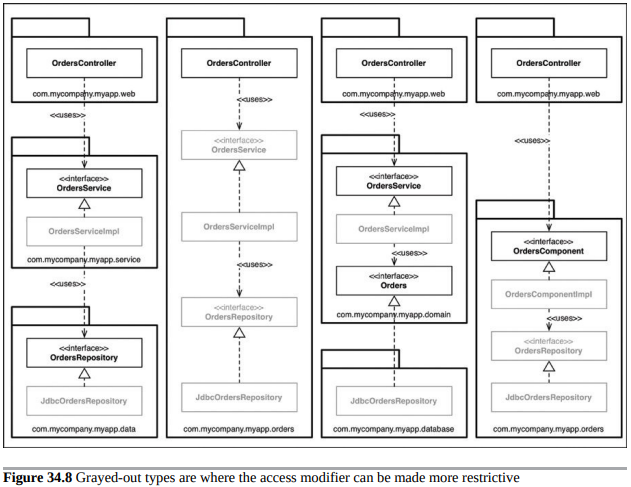 OrdersController
com.mycompany.myapp.web
<<uses>>
<<interface>>
OrdersService
OrdersServiceImpl
com.mycompany.myapp.service
<<uses>>
<<interface>>
OrdersRepository
JdbcOrdersRepository
com.mycompany.myapp.data
OrdersController
<<uses>>
<<interface>>
OrdersService
OrdersServiceImpl
<<uses>>
<<interface>>
OrdersRepository
JdbcOrdersRepository
com.mycompany.myapp.orders
OrdersController
com.mycompany.myapp.web
<<uses>>
<<interface>>
OrdersService
OrdersServiceImpl
<<uses>>
<<interface>>
Orders
com.mycompany.myapp.domain
JdbcOrdersRepository
com.mycompany.myapp.database
OrdersController
com.mycompany.myapp.web
<<uses>>
<<interface>>
OrdersComponent
OrdersComponentImpl
<<uses>>
<<interface>>
OrdersRepository
JdbcOrdersRepository
com.mycompany.myapp.orders
Figure 34.8 Grayed-out types are where the access modifier can be made more restrictive